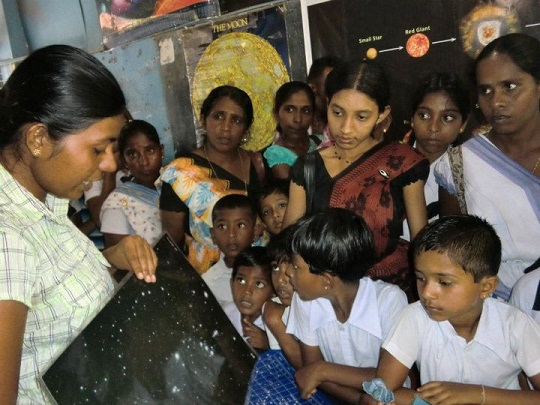 THE MOON
Small Star
Red Giant